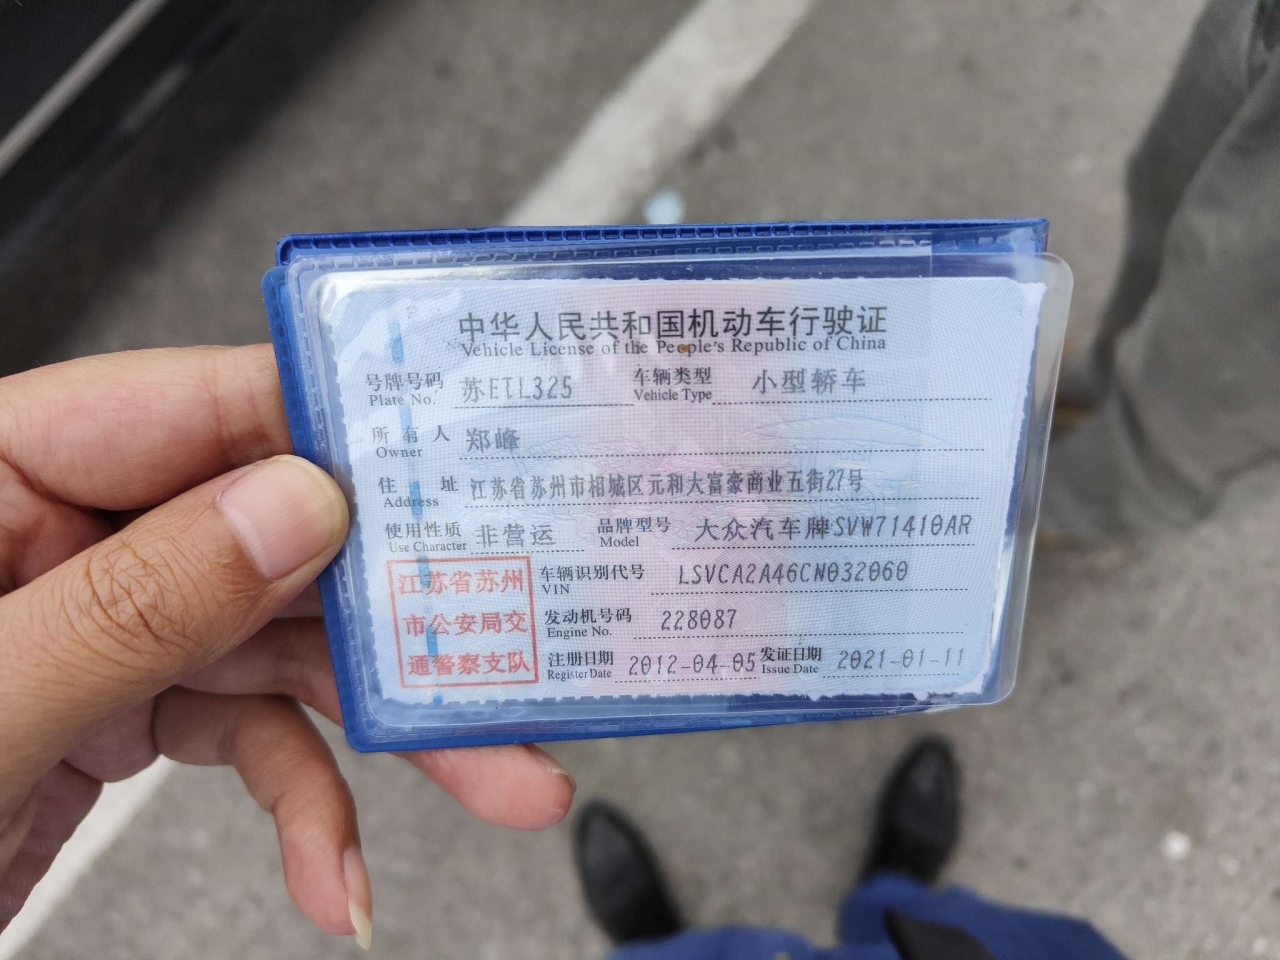 中华人民共和国机动车行驶证
Vehicle License of the People's Republic of China
号牌号码 苏ETL325 车辆类型 小型轿车
Plate No. Vehicle Type
所有人 郑峰
Owner
住址 江苏省苏州市相城区元和大富豪商业五街27号
Address
使用性质 非营运 品牌型号 大众汽车牌SVW71410AR
Use Character Model
江苏省苏州
市公安局交
通警察支队
车辆识别代号 LSVCA2A46CN032060
VIN
发动机号码 228087
Engine No.
注册日期 2012-04-05 发证日期 2021-01-11
Register Date Issue Date